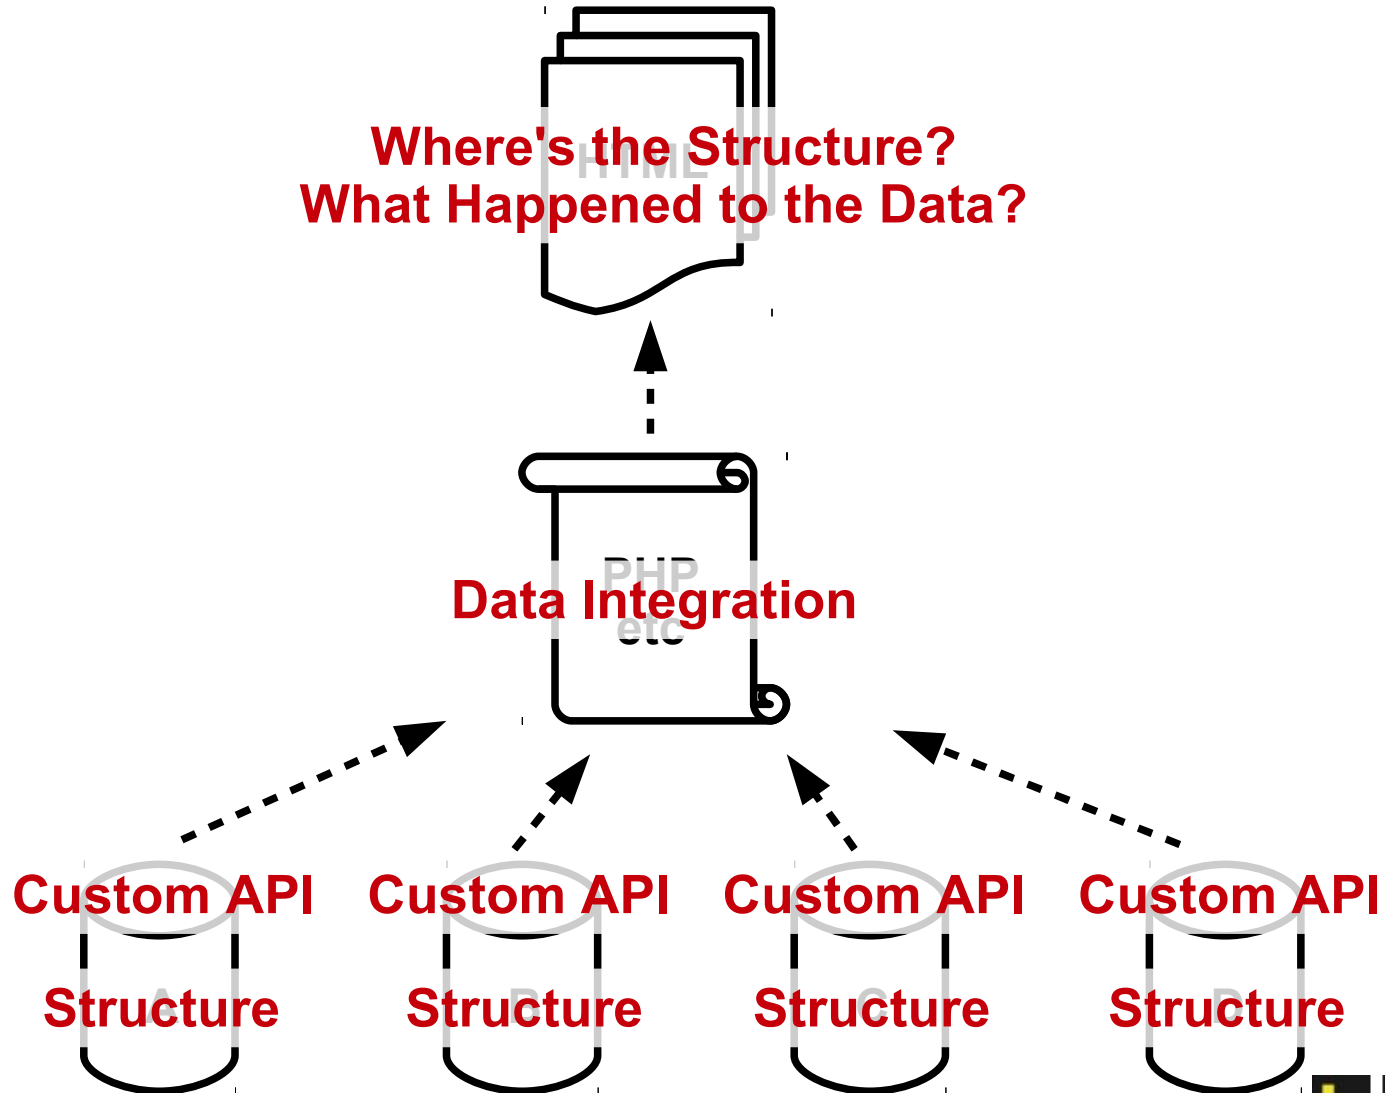 HTML
Where's the Structure?
What Happened to the Data?
PHP
etc
Data Integration
Custom API Custom API Custom API Custom API
A B C D
Structure Structure Structure Structure